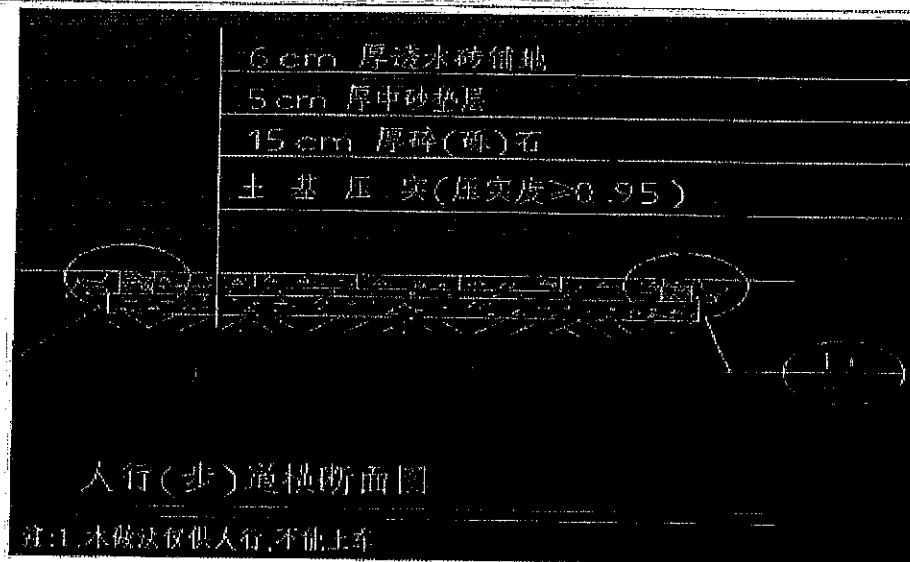 6 cm 厚透水砖铺地
5 cm 厚中砂垫层
15 cm 厚碎(砾)石
土 基 压 实(压实度≥0.95)
人行(步)道横断面图
注:1.本做法仅供人行,不能上车